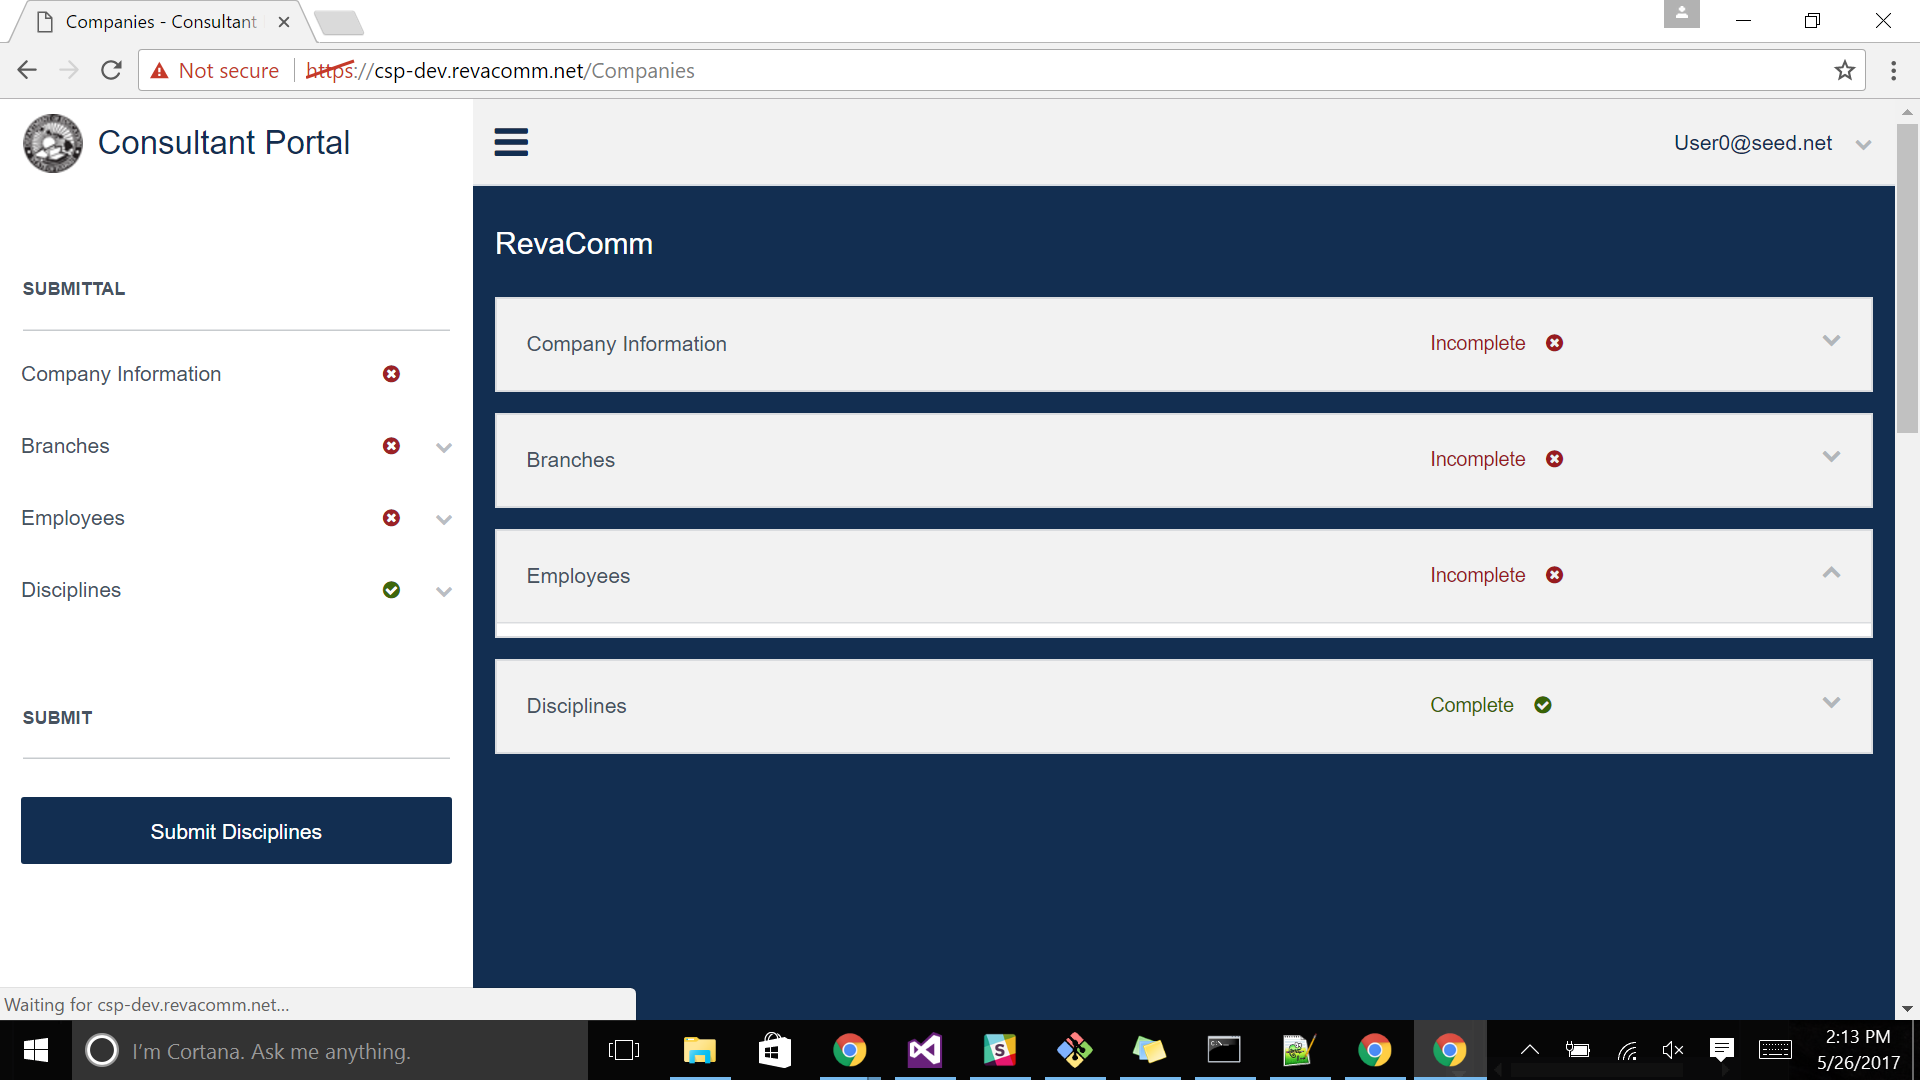 Companies - Consultant
Not secure https://csp-dev.revacomm.net/Companies
Consultant Portal
User0@seed.net
SUBMITTAL
Company Information
Branches
Employees
Disciplines
SUBMIT
Submit Disciplines
RevaComm
Company Information Incomplete
Branches Incomplete
Employees Incomplete
Disciplines Complete
Waiting for csp-dev.revacomm.net...
I'm Cortana. Ask me anything.
2:13 PM
5/26/2017